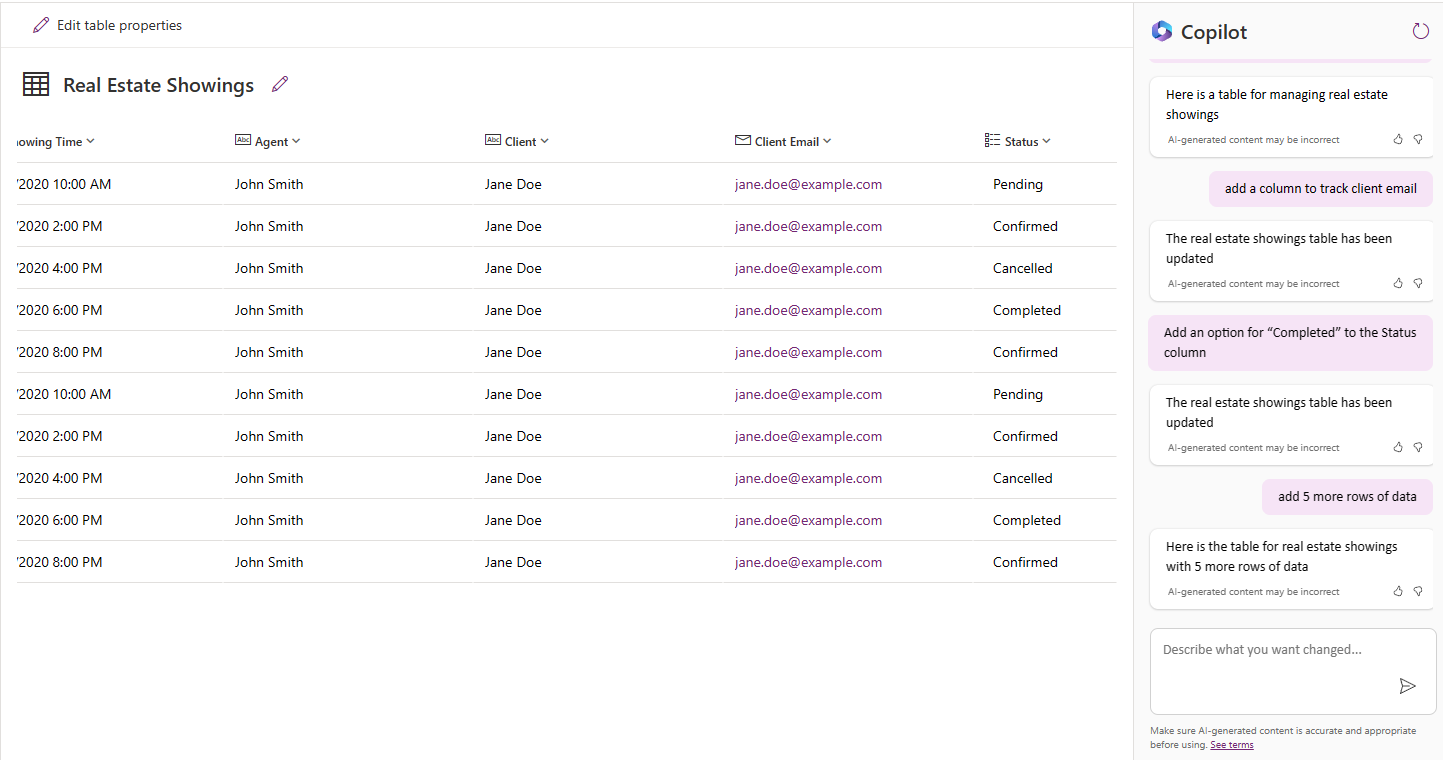 Edit table properties
Real Estate Showings
owing Time Agent Client Client Email Status
/2020 10:00 AM John Smith Jane Doe jane.doe@example.com Pending
/2020 2:00 PM John Smith Jane Doe jane.doe@example.com Confirmed
/2020 4:00 PM John Smith Jane Doe jane.doe@example.com Cancelled
/2020 6:00 PM John Smith Jane Doe jane.doe@example.com Completed
/2020 8:00 PM John Smith Jane Doe jane.doe@example.com Confirmed
/2020 10:00 AM John Smith Jane Doe jane.doe@example.com Pending
/2020 2:00 PM John Smith Jane Doe jane.doe@example.com Confirmed
/2020 4:00 PM John Smith Jane Doe jane.doe@example.com Cancelled
/2020 6:00 PM John Smith Jane Doe jane.doe@example.com Completed
/2020 8:00 PM John Smith Jane Doe jane.doe@example.com Confirmed
Copilot
Here is a table for managing real estate
showings
AI-generated content may be incorrect
add a column to track client email
The real estate showings table has been
updated
AI-generated content may be incorrect
Add an option for “Completed” to the Status
column
The real estate showings table has been
updated
AI-generated content may be incorrect
add 5 more rows of data
Here is the table for real estate showings
with 5 more rows of data
AI-generated content may be incorrect
Describe what you want changed...
Make sure AI-generated content is accurate and appropriate
before using. See terms